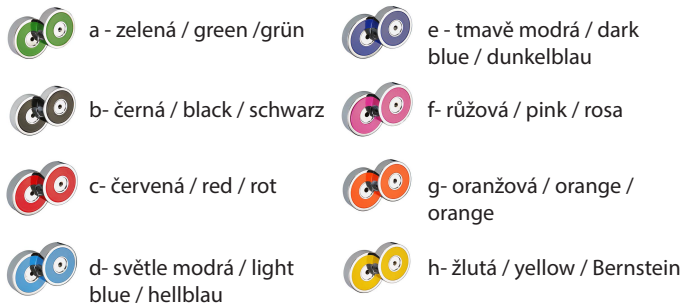 a - zelená / green /grün
b- černá / black / schwarz
c- červená / red / rot
d- světle modrá / light
blue / hellblau
e - tmavě modrá / dark
blue / dunkelblau
f- růžová / pink / rosa
g- oranžová / orange /
orange
h- žlutá / yellow / Bernstein